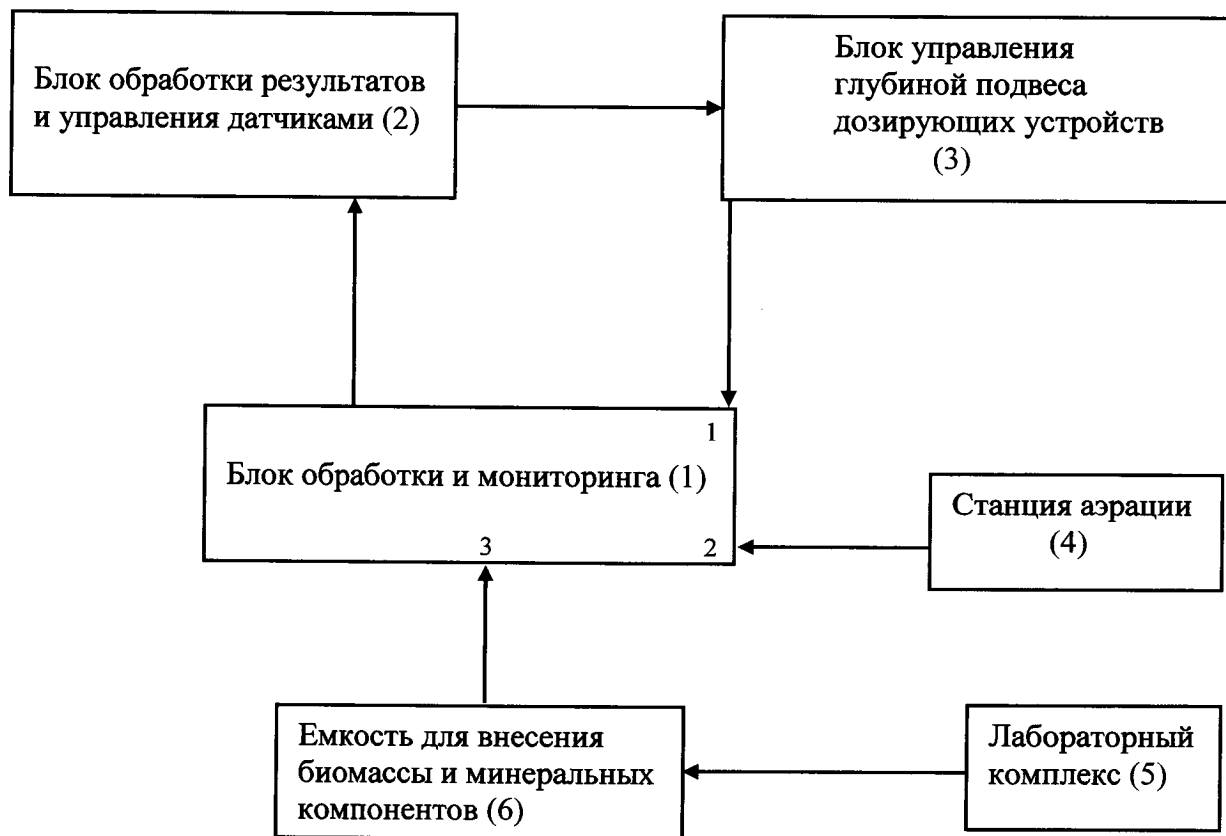 Блок обработки результатов
и управления датчиками (2)
Блок управления
глубиной подвеса
дозирующих устройств
(3)
1
Блок обработки и мониторинга (1)
3
2
Станция аэрации
(4)
Емкость для внесения
биомассы и минеральных
компонентов (6)
Лабораторный
комплекс (5)